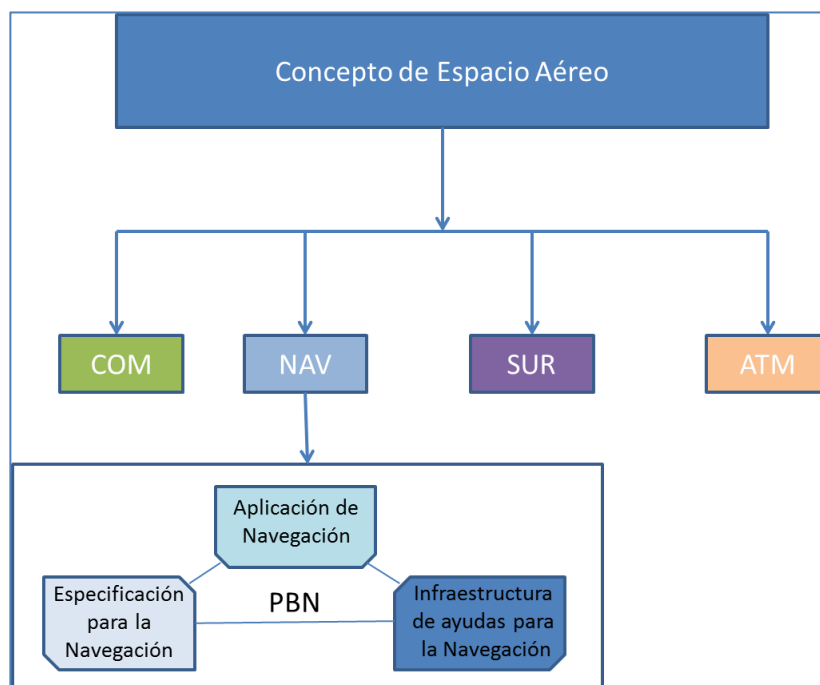 Concepto de Espacio Aéreo
COM
NAV
SUR
ATM
Aplicación de
Navegación
Especificación
para la
Navegación
PBN
Infraestructura
de ayudas para
la Navegación